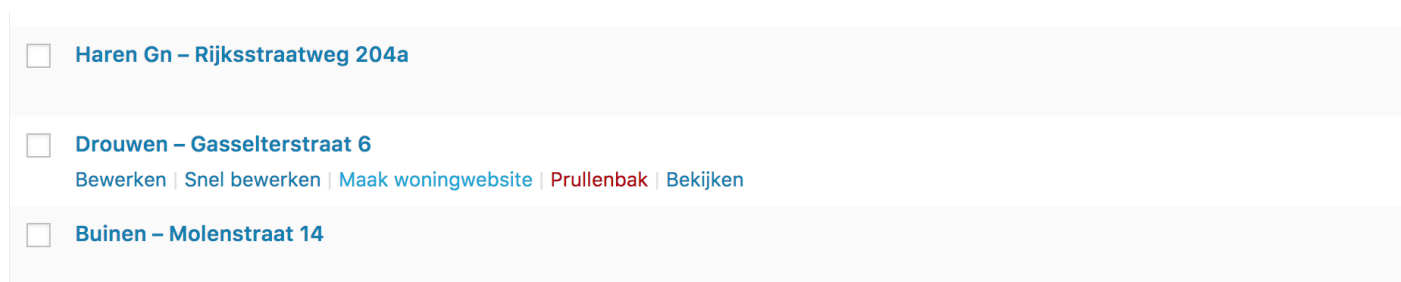 Haren Gn – Rijksstraatweg 204a
Drouwen – Gasselterstraat 6
Bewerken | Snel bewerken | Maak woningwebsite | Prullenbak | Bekijken
Buinen – Molenstraat 14